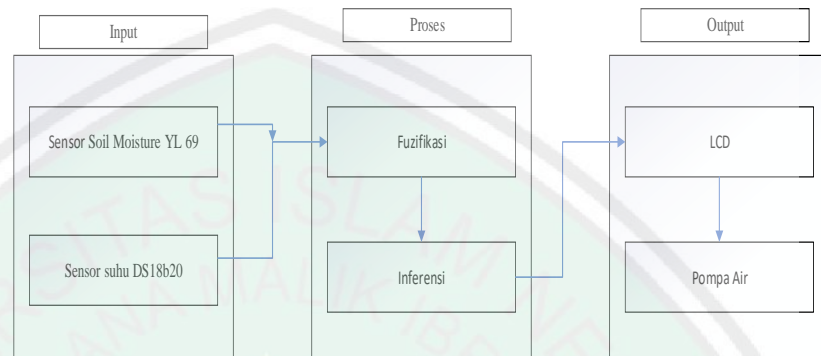 Input
Proses
Output
Sensor Soil Moisture YL 69
Fuzifikasi
LCD
Sensor suhu DS18b20
Inferensi
Pompa Air